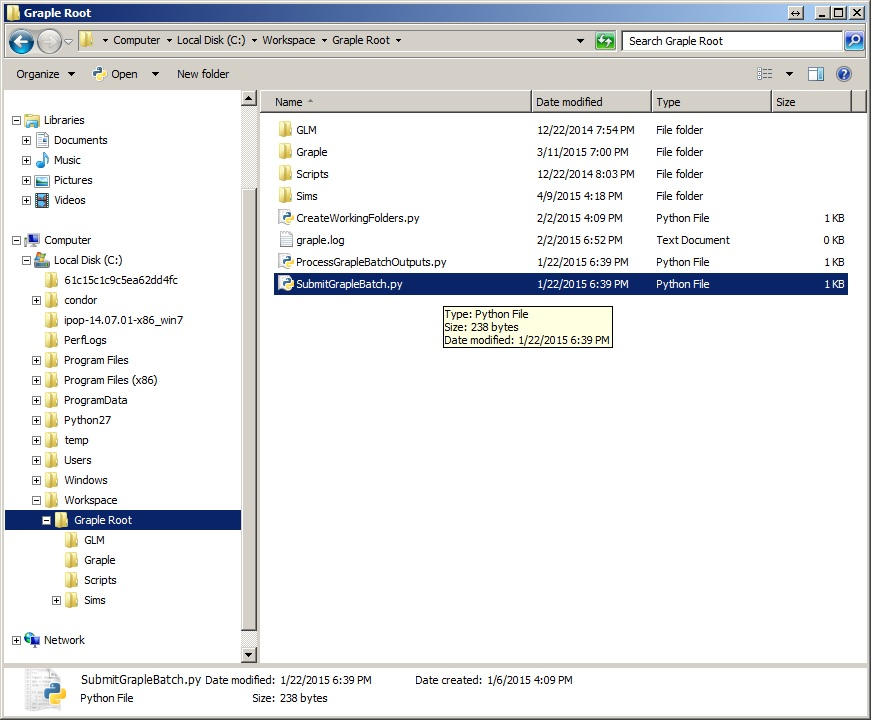 Graple Root
Computer Local Disk (C:) Workspace Graple Root
Search Graple Root
Organize Open New folder
Name Date modified Type Size
Libraries
Documents
Music
Pictures
Videos
Computer
Local Disk (C:)
61c15c1c9c5ea62dd4fc
condor
ipop-14.07.01-x86_win7
PerfLogs
Program Files
Program Files (x86)
ProgramData
Python27
temp
Users
Windows
Workspace
Graple Root
GLM
Graple
Scripts
Sims
Network
GLM 12/22/2014 7:54 PM File folder
Graple 3/11/2015 7:00 PM File folder
Scripts 12/22/2014 8:03 PM File folder
Sims 4/9/2015 4:18 PM File folder
CreateWorkingFolders.py 2/2/2015 4:09 PM Python File 1 KB
graple.log 2/2/2015 6:52 PM Text Document 0 KB
ProcessGrapleBatchOutputs.py 1/22/2015 6:39 PM Python File 1 KB
SubmitGrapleBatch.py 1/22/2015 6:39 PM Python File 1 KB
Type: Python File
Size: 238 bytes
Date modified: 1/22/2015 6:39 PM
SubmitGrapleBatch.py Date modified: 1/22/2015 6:39 PM Date created: 1/6/2015 4:09 PM
Python File Size: 238 bytes